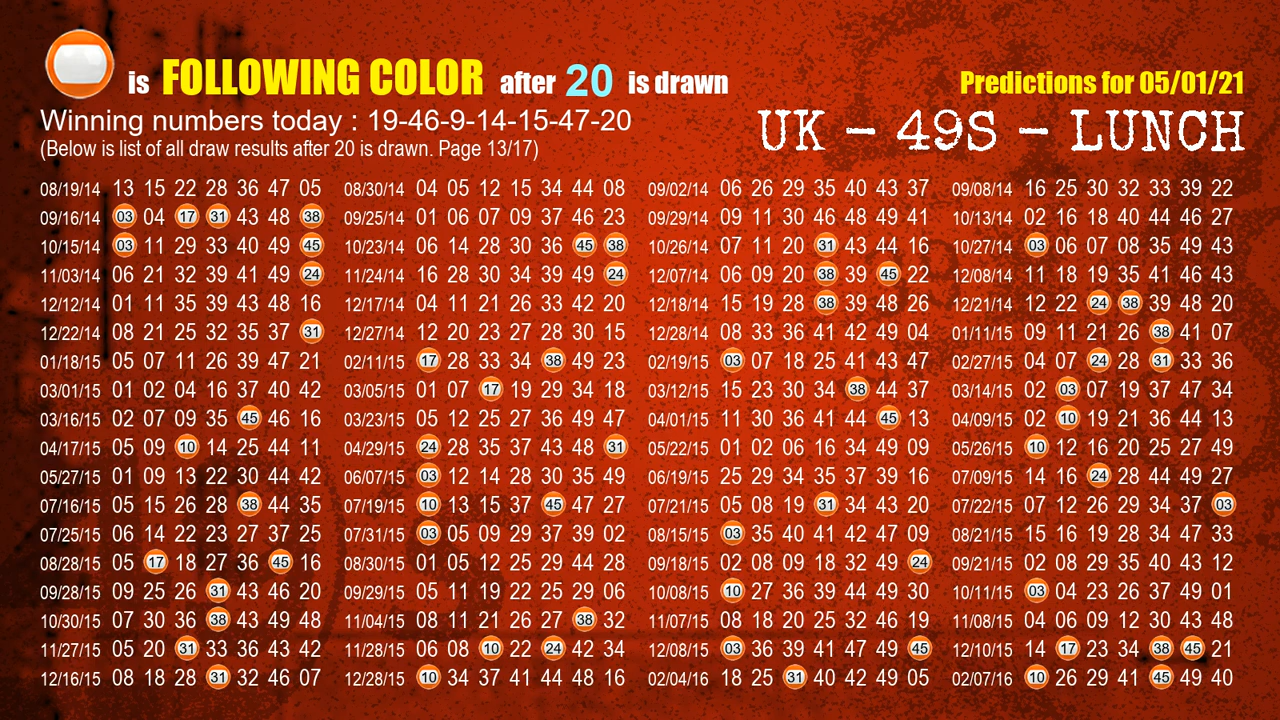 is FOLLOWING COLOR after 20 is drawn
Predictions for 05/01/21
Winning numbers today : 19-46-9-14-15-47-20
UK - 49S - LUNCH
(Below is list of all draw results after 20 is drawn. Page 13/17)
08/19/14 13 15 22 28 36 47 05 08/30/14 04 05 12 15 34 44 08 09/02/14 06 26 29 35 40 43 37 09/08/14 16 25 30 32 33 39 22
09/16/14 03 04 17 31 43 48 38 09/25/14 01 06 07 09 37 46 23 09/29/14 09 11 30 46 48 49 41 10/13/14 02 16 18 40 44 46 27
10/15/14 03 11 29 33 40 49 45 10/23/14 06 14 28 30 36 45 38 10/26/14 07 11 20 31 43 44 16 10/27/14 03 06 07 08 35 49 43
11/03/14 06 21 32 39 41 49 24 11/24/14 16 28 30 34 39 49 24 12/07/14 06 09 20 38 39 45 22 12/08/14 11 18 19 35 41 46 43
12/12/14 01 11 35 39 43 48 16 12/17/14 04 11 21 26 33 42 20 12/18/14 15 19 28 38 39 48 26 12/21/14 12 22 24 38 39 48 20
12/22/14 08 21 25 32 35 37 31 12/27/14 12 20 23 27 28 30 15 12/28/14 08 33 36 41 42 49 04 01/11/15 09 11 21 26 38 41 07
01/18/15 05 07 11 26 39 47 21 02/11/15 17 28 33 34 38 49 23 02/19/15 03 07 18 25 41 43 47 02/27/15 04 07 24 28 31 33 36
03/01/15 01 02 04 16 37 40 42 03/05/15 01 07 17 19 29 34 18 03/12/15 15 23 30 34 38 44 37 03/14/15 02 03 07 19 37 47 34
03/16/15 02 07 09 35 45 46 16 03/23/15 05 12 25 27 36 49 47 04/01/15 11 30 36 41 44 45 13 04/09/15 02 10 19 21 36 44 13
04/17/15 05 09 10 14 25 44 11 04/29/15 24 28 35 37 43 48 31 05/22/15 01 02 06 16 34 49 09 05/26/15 10 12 16 20 25 27 49
05/27/15 01 09 13 22 30 44 42 06/07/15 03 12 14 28 30 35 49 06/19/15 25 29 34 35 37 39 16 07/09/15 14 16 24 28 44 49 27
07/16/15 05 15 26 28 38 44 35 07/19/15 10 13 15 37 45 47 27 07/21/15 05 08 19 31 34 43 20 07/22/15 07 12 26 29 34 37 03
07/25/15 06 14 22 23 27 37 25 07/31/15 03 05 09 29 37 39 02 08/15/15 03 35 40 41 42 47 09 08/21/15 15 16 19 28 34 47 33
08/28/15 05 17 18 27 36 45 16 08/30/15 01 05 12 25 29 44 28 09/18/15 02 08 09 18 32 49 24 09/21/15 02 08 29 35 40 43 12
09/28/15 09 25 26 31 43 46 20 09/29/15 05 11 19 22 25 29 06 10/08/15 10 27 36 39 44 49 30 10/11/15 03 04 23 26 37 49 01
10/30/15 07 30 36 38 43 49 48 11/04/15 08 11 21 26 27 38 32 11/07/15 08 18 20 25 32 46 19 11/08/15 04 06 09 12 30 43 48
11/27/15 05 20 31 33 36 43 42 11/28/15 06 08 10 22 24 42 34 12/08/15 03 36 39 41 47 49 45 12/10/15 14 17 23 34 38 45 21
12/16/15 08 18 28 31 32 46 07 12/28/15 10 34 37 41 44 48 16 02/04/16 18 25 31 40 42 49 05 02/07/16 10 26 29 41 45 49 40